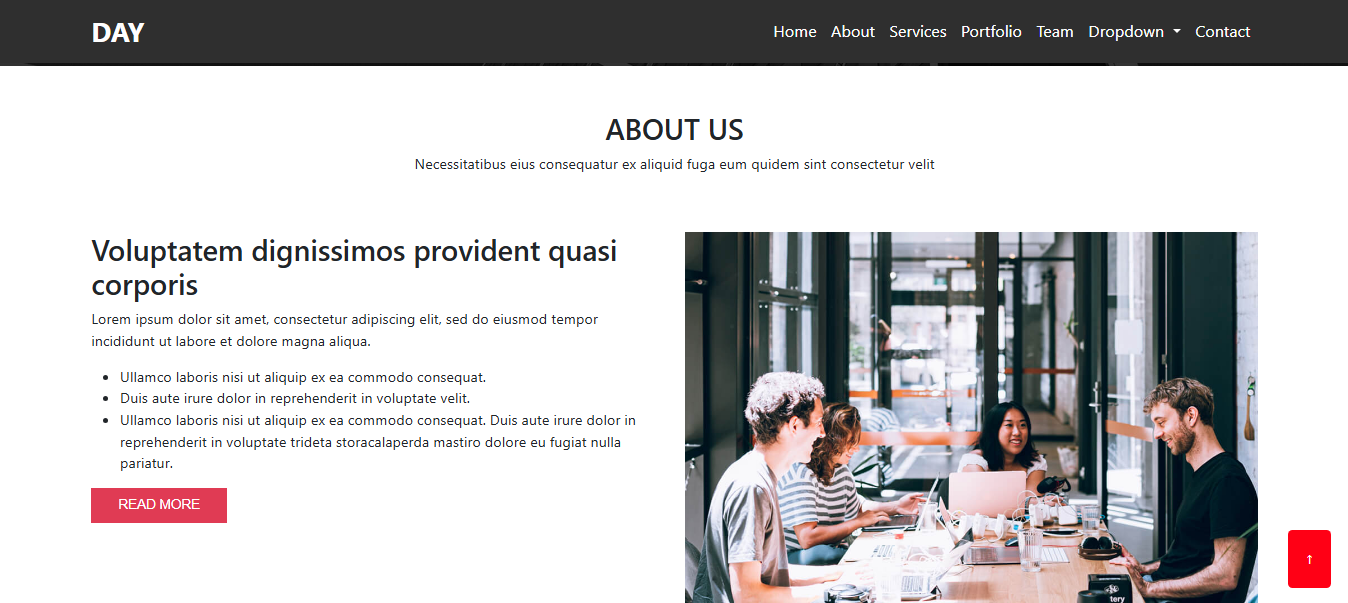 DAY
Home About Services Portfolio Team Dropdown Contact
ABOUT US
Necessitatibus eius consequatur ex aliquid fuga eum quidem sint consectetur velit
Voluptatem dignissimos provident quasi
corporis
Lorem ipsum dolor sit amet, consectetur adipiscing elit, sed do eiusmod tempor
incididunt ut labore et dolore magna aliqua.
• Ullamco laboris nisi ut aliquip ex ea commodo consequat.
• Duis aute irure dolor in reprehenderit in voluptate velit.
• Ullamco laboris nisi ut aliquip ex ea commodo consequat. Duis aute irure dolor in
reprehenderit in voluptate trideta storacalaperda mastiro dolore eu fugiat nulla
pariatur.
READ MORE
tery
↑